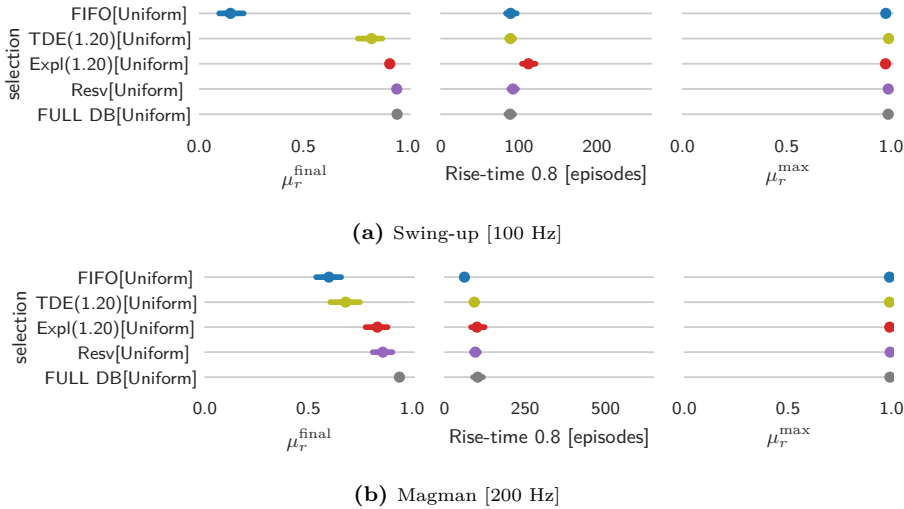 selection
FIFO[Uniform]
TDE(1.20)[Uniform]
Expl(1.20)[Uniform]
Resv[Uniform]
FULL DB[Uniform]
0.0 0.5 1.0 0 100 200 0.0 0.5 1.0
μ_r^final Rise-time 0.8 [episodes] μ_r^max
(a) Swing-up [100 Hz]
selection
FIFO[Uniform]
TDE(1.20)[Uniform]
Expl(1.20)[Uniform]
Resv[Uniform]
FULL DB[Uniform]
0.0 0.5 1.0 0 250 500 0.0 0.5 1.0
μ_r^final Rise-time 0.8 [episodes] μ_r^max
(b) Magman [200 Hz]